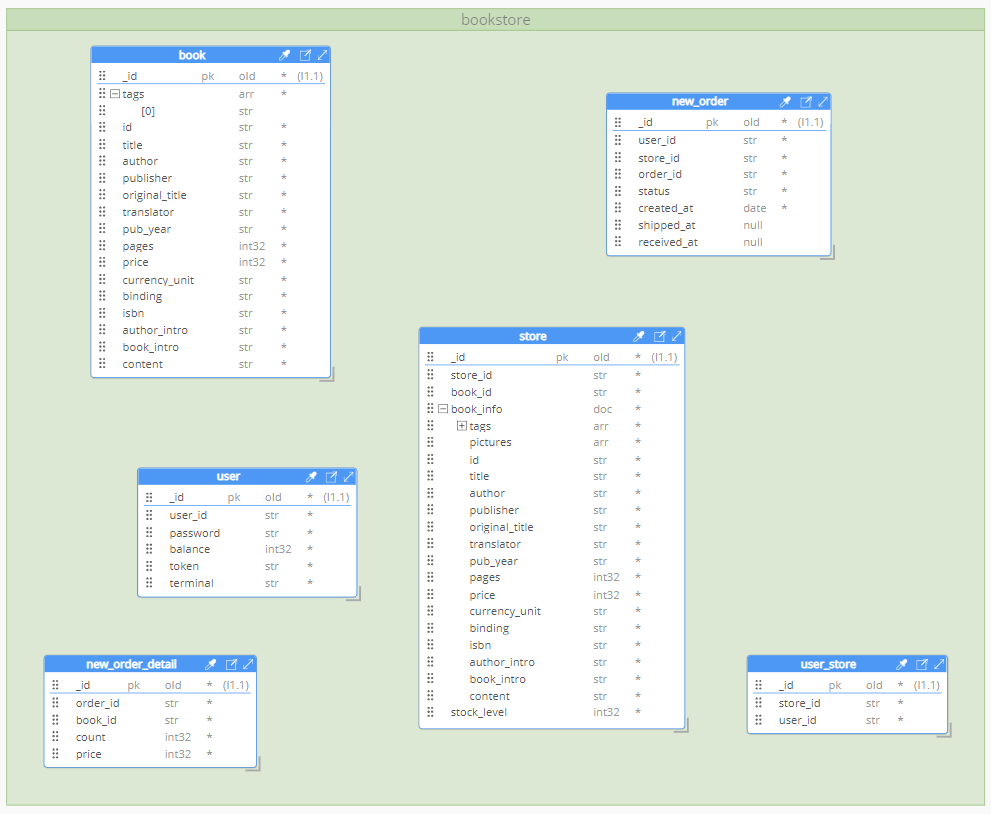 bookstore
book
_id pk oId * (I1.1)
tags arr *
[0] str
id str *
title str *
author str *
publisher str *
original_title str *
translator str *
pub_year str *
pages int32 *
price int32 *
currency_unit str *
binding str *
isbn str *
author_intro str *
book_intro str *
content str *
new_order
_id pk oId * (I1.1)
user_id str *
store_id str *
order_id str *
status str *
created_at date *
shipped_at null
received_at null
store
_id pk oId * (I1.1)
store_id str *
book_id str *
book_info doc *
tags arr *
pictures arr *
id str *
title str *
author str *
publisher str *
original_title str *
translator str *
pub_year str *
pages int32 *
price int32 *
currency_unit str *
binding str *
isbn str *
author_intro str *
book_intro str *
content str *
stock_level int32 *
user
_id pk oId * (I1.1)
user_id str *
password str *
balance int32 *
token str *
terminal str *
new_order_detail
_id pk oId * (I1.1)
order_id str *
book_id str *
count int32 *
price int32 *
user_store
_id pk oId * (I1.1)
store_id str *
user_id str *